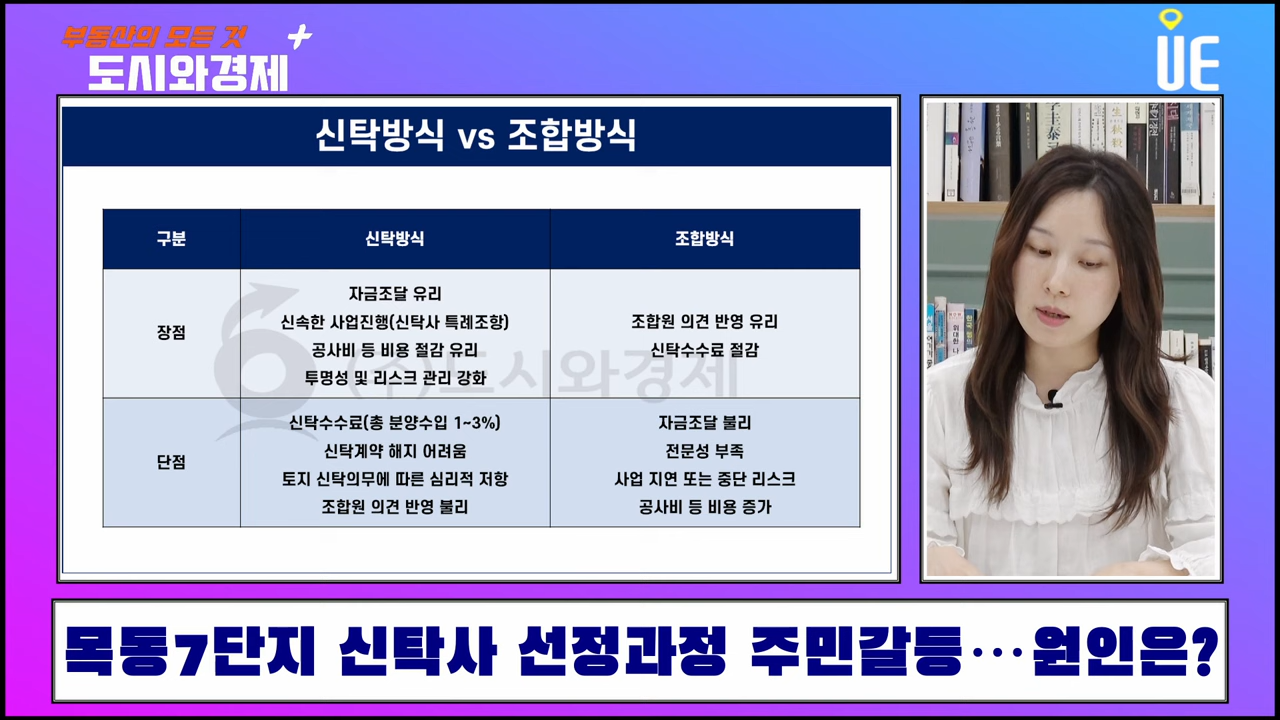 부동산의 모든 것
도시와경제
UE
신탁방식 vs 조합방식
구분
신탁방식
조합방식
장점
자금조달 유리
신속한 사업진행(신탁사 특례조항)
공사비 등 비용 절감 유리
투명성 및 리스크 관리 강화
조합원 의견 반영 유리
신탁수수료 절감
단점
신탁수수료(총 분양수입 1~3%)
신탁계약 해지 어려움
토지 신탁의무에 따른 심리적 저항
조합원 의견 반영 불리
자금조달 불리
전문성 부족
사업 지연 또는 중단 리스크
공사비 등 비용 증가
(주)도시와경제
목동7단지 신탁사 선정과정 주민갈등…원인은?